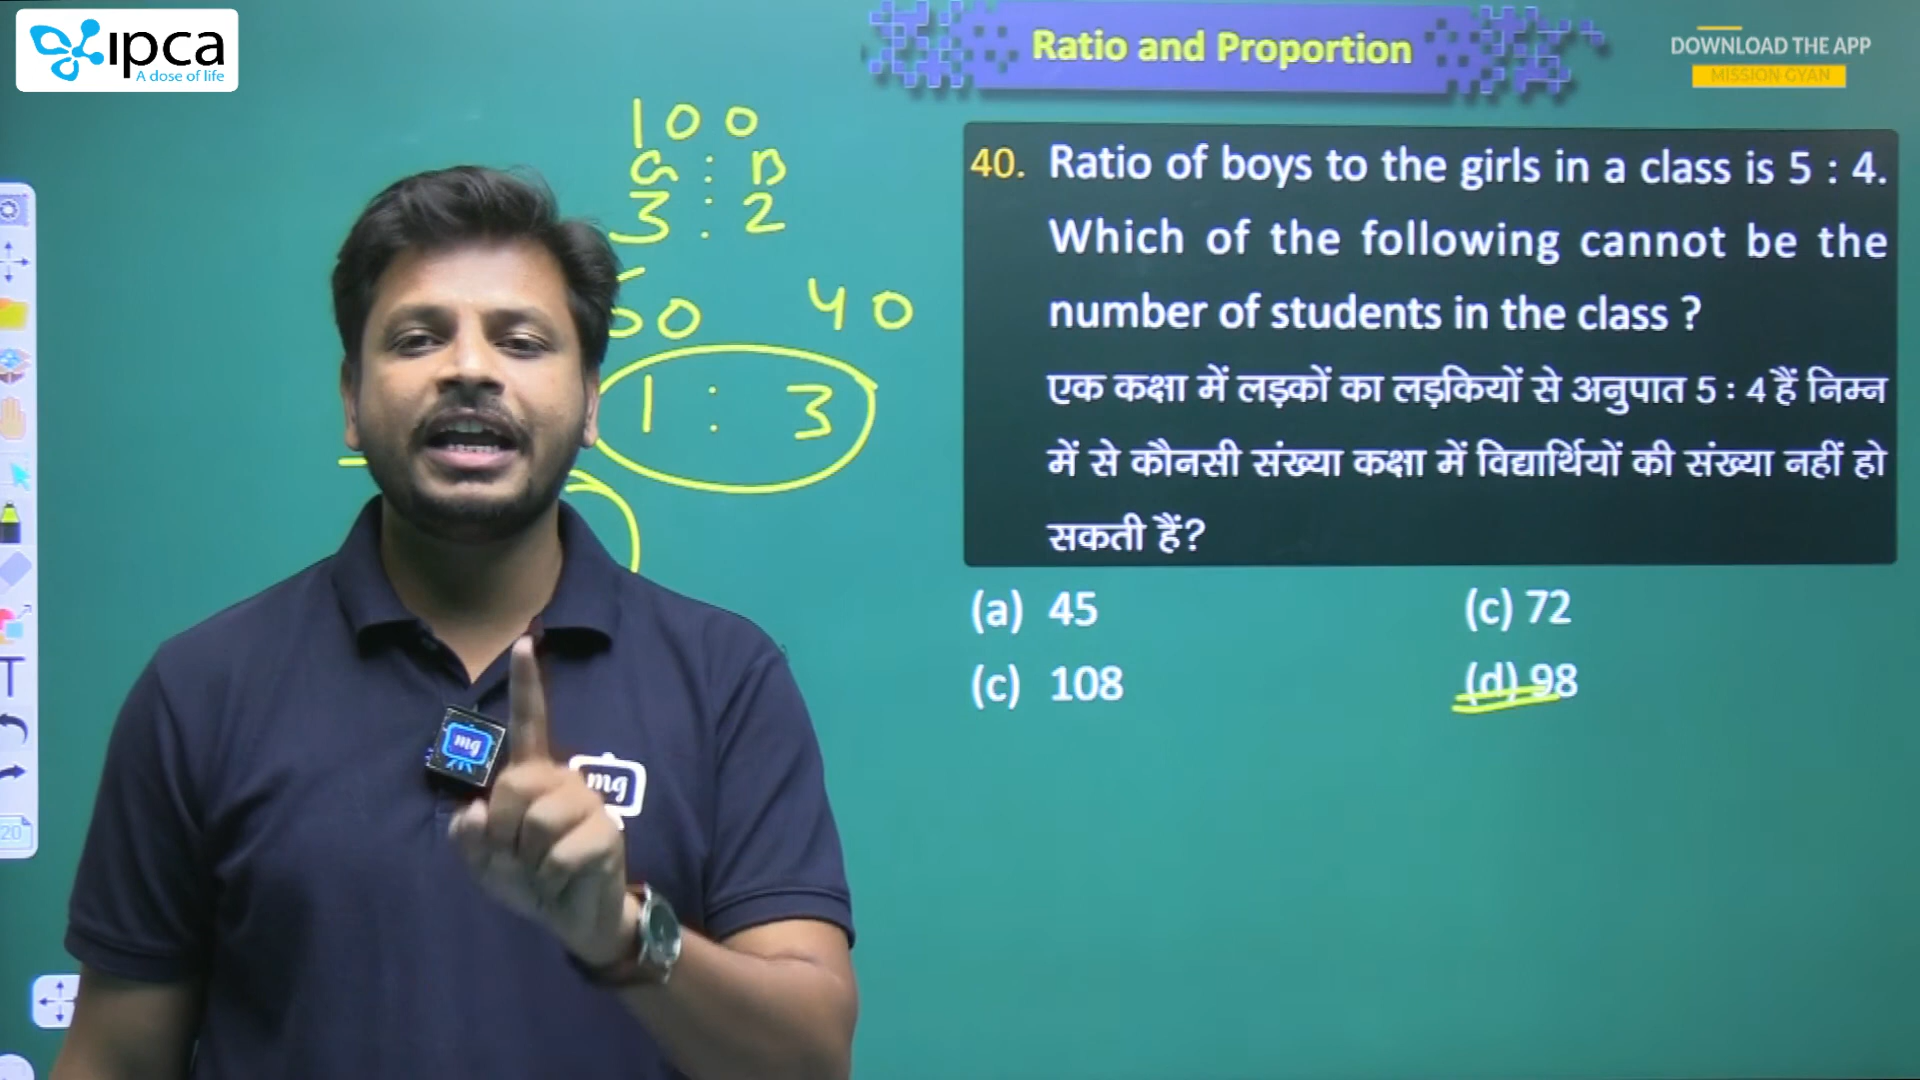 ipca
A dose of life
Ratio and Proportion
DOWNLOAD THE APP
MISSION GYAN
100
G : B
3 : 2
60 40
1 : 3
40. Ratio of boys to the girls in a class is 5 : 4.
Which of the following cannot be the
number of students in the class ?
एक कक्षा में लड़कों का लड़कियों से अनुपात 5 : 4 हैं निम्न
में से कौनसी संख्या कक्षा में विद्यार्थियों की संख्या नहीं हो
सकती हैं?
(a) 45
(c) 72
(c) 108
(d) 98
mg
mg
T
20